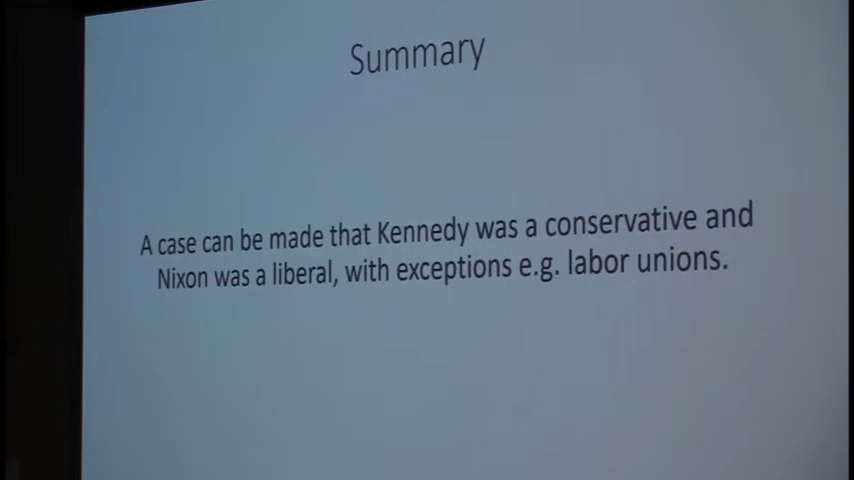 Summary
A case can be made that Kennedy was a conservative and
Nixon was a liberal, with exceptions e.g. labor unions.